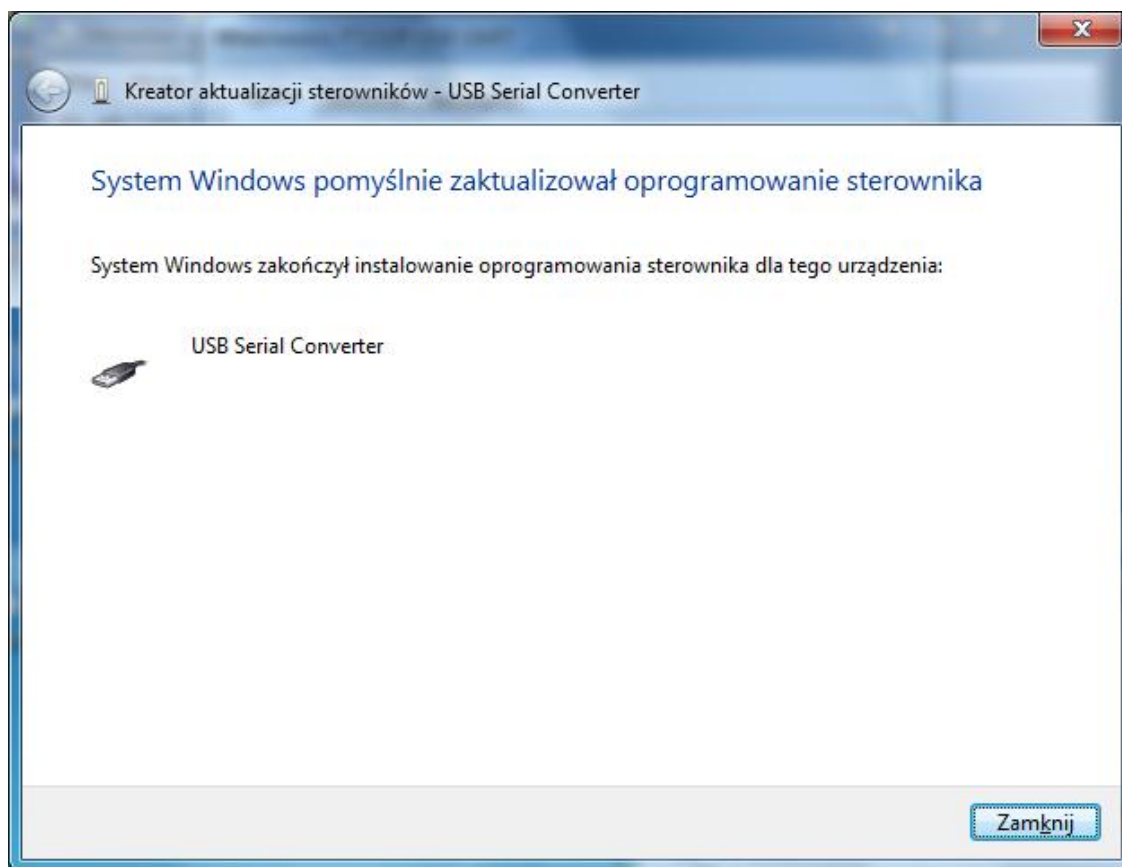 Kreator aktualizacji sterowników - USB Serial Converter
System Windows pomyślnie zaktualizował oprogramowanie sterownika
System Windows zakończył instalowanie oprogramowania sterownika dla tego urządzenia:
USB Serial Converter
Zamknij